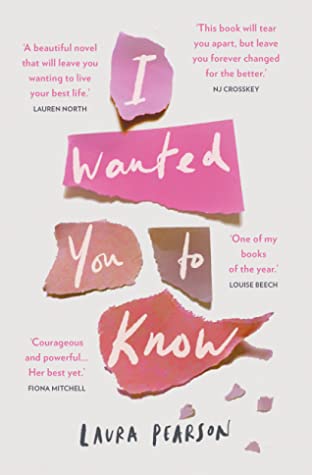 'A beautiful novel
that will leave you
wanting to live
your best life.'
LAUREN NORTH
'This book will tear
you apart, but leave
you forever changed
for the better.'
NJ CROSSKEY
I
Wanted
You to
Know
'One of my
books
of the year.'
LOUISE BEECH
'Courageous
and powerful...
Her best yet.'
FIONA MITCHELL
LAURA PEARSON